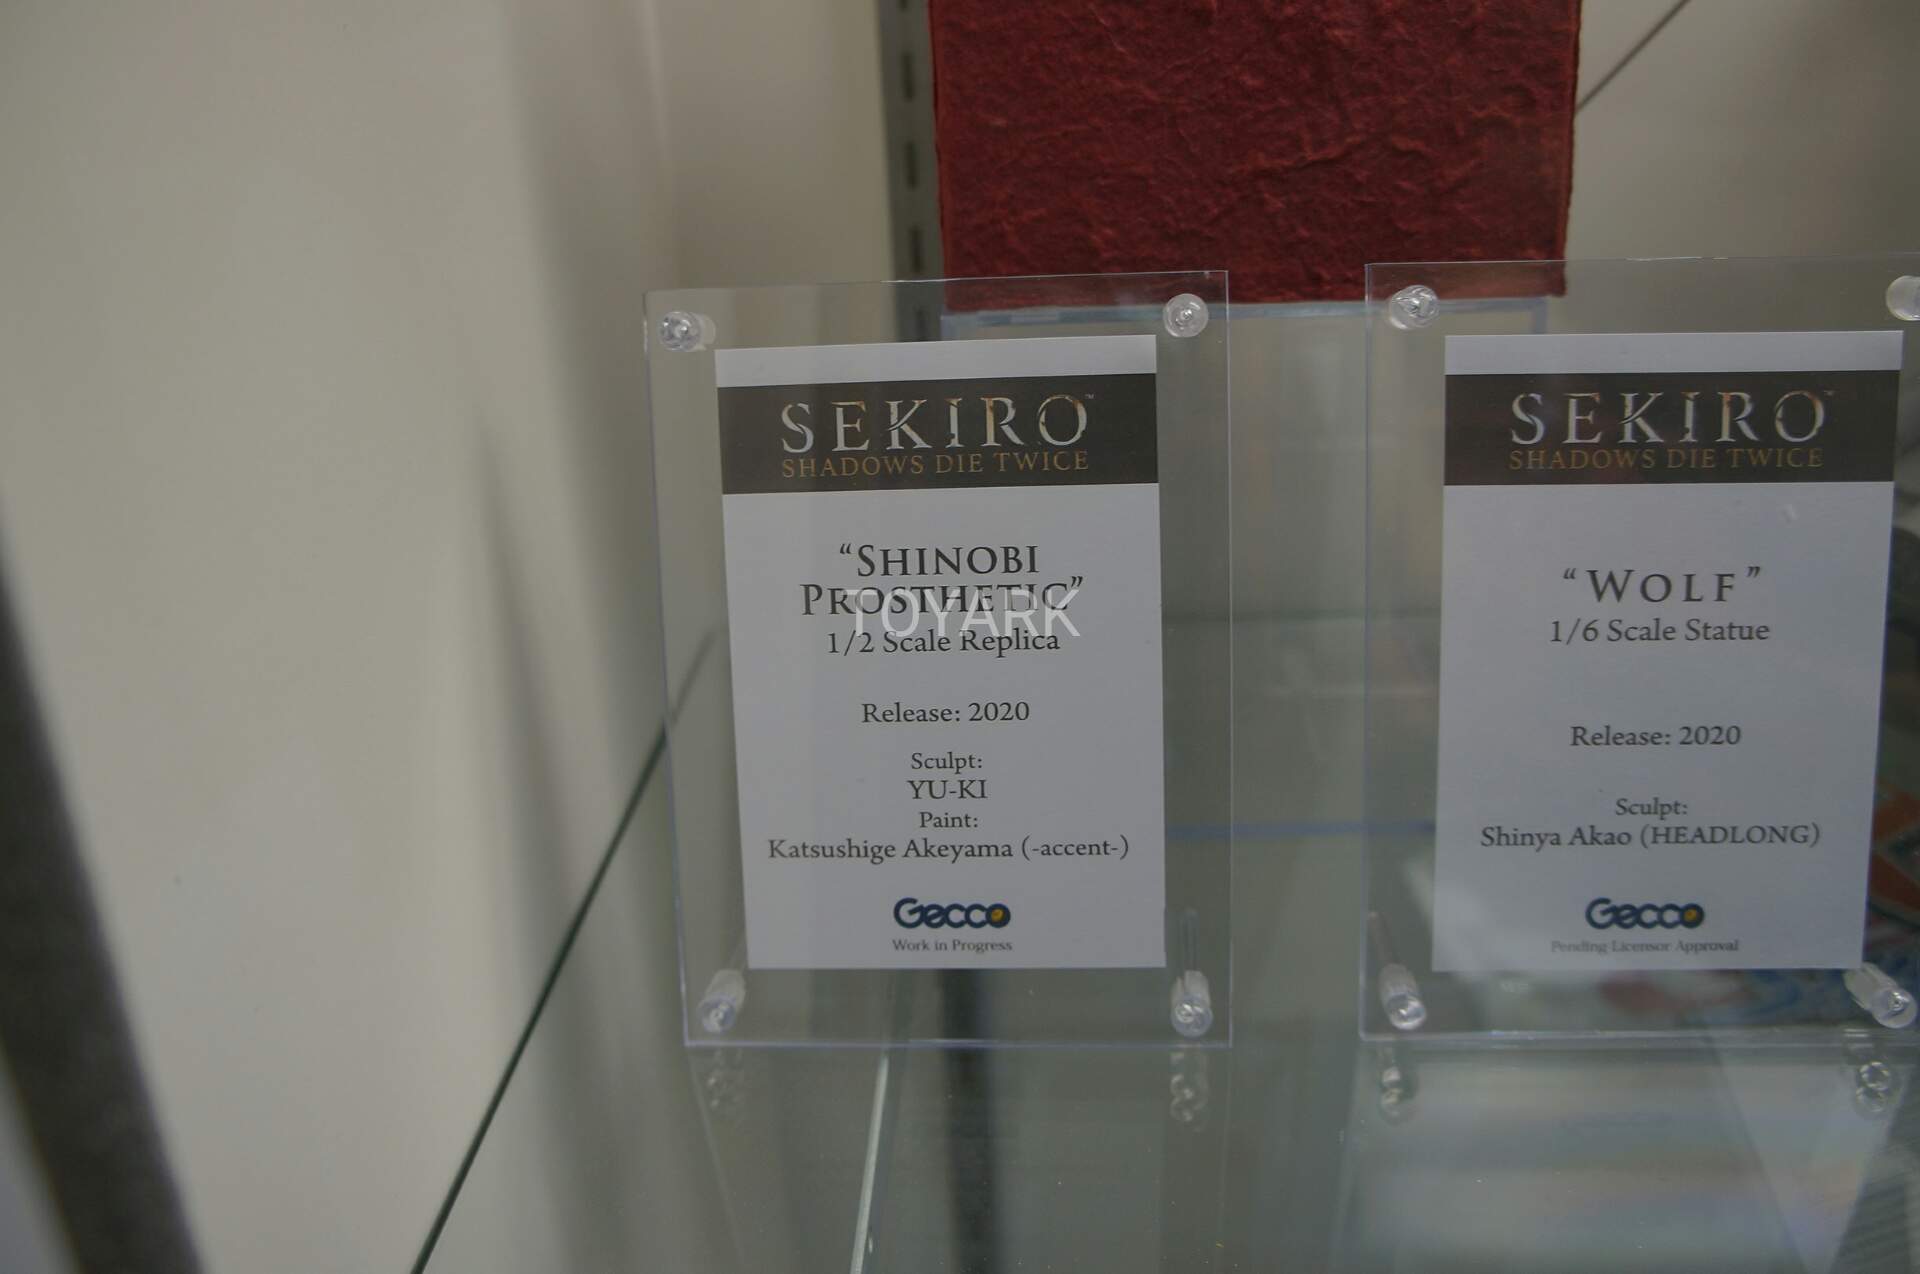 SEKIRO™
SHADOWS DIE TWICE
“SHINOBI
PROSTHETIC”
TOYARK
1/2 Scale Replica
Release: 2020
Sculpt:
YU-KI
Paint:
Katsushige Akeyama (-accent-)
Gecco
Work in Progress
SEKIRO™
SHADOWS DIE TWICE
“WOLF”
1/6 Scale Statue
Release: 2020
Sculpt:
Shinya Akao (HEADLONG)
Gecco
Pending Licensor Approval